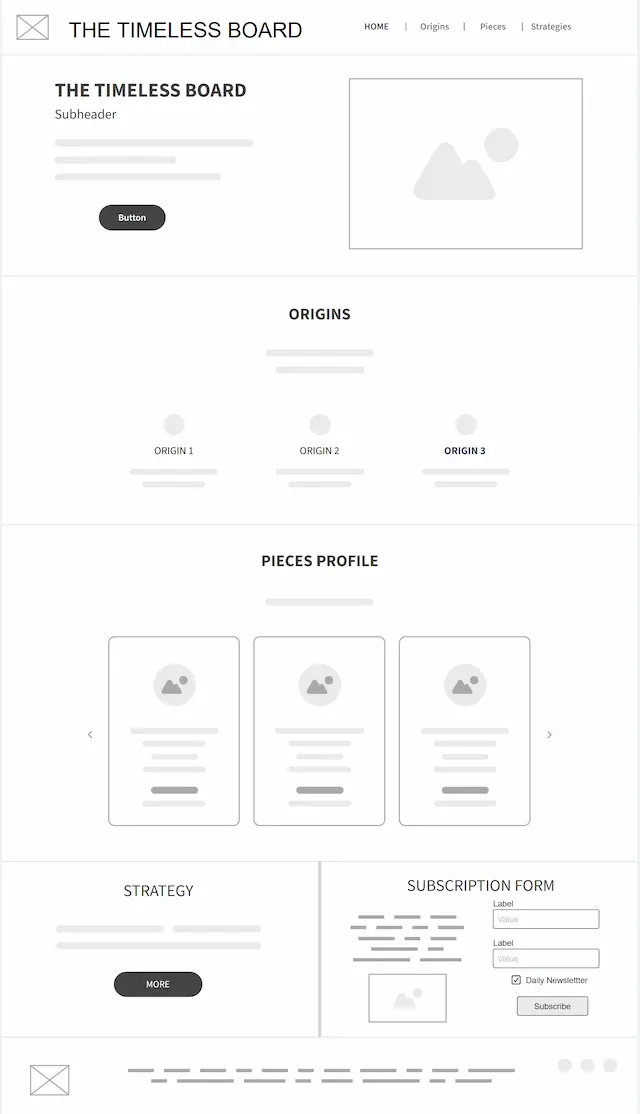 THE TIMELESS BOARD
HOME | Origins | Pieces | Strategies
THE TIMELESS BOARD
Subheader
Button
ORIGINS
ORIGIN 1
ORIGIN 2
ORIGIN 3
PIECES PROFILE
STRATEGY
MORE
SUBSCRIPTION FORM
Label
Value
Label
Value
Daily Newslettter
Subscribe